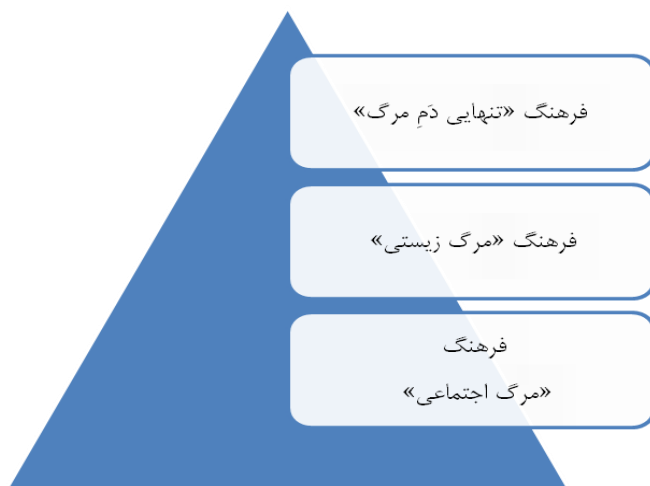 فرهنگ «تنهایی دَمِ مرگ»
فرهنگ «مرگ زیستی»
فرهنگ
«مرگ اجتماعی»